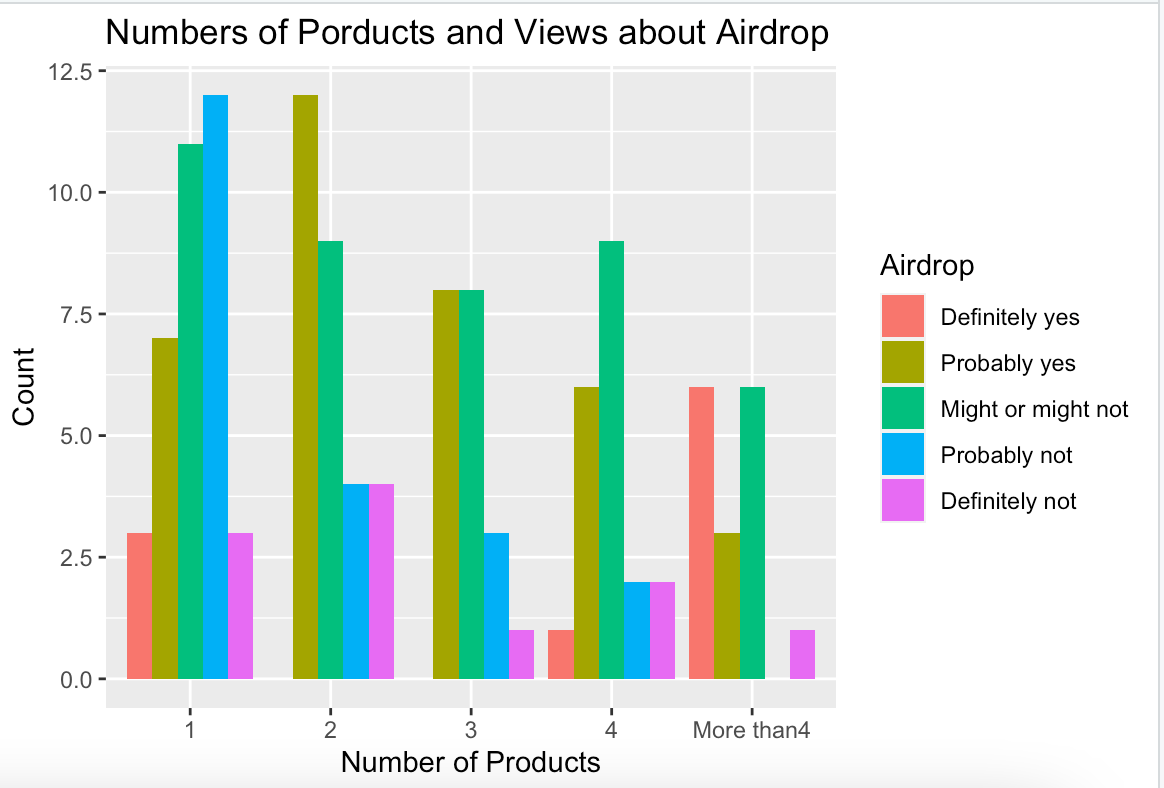 Numbers of Porducts and Views about Airdrop
12.5
10.0
7.5
5.0
2.5
0.0
Count
1 2 3 4 More than4
Number of Products
Airdrop
Definitely yes
Probably yes
Might or might not
Probably not
Definitely not